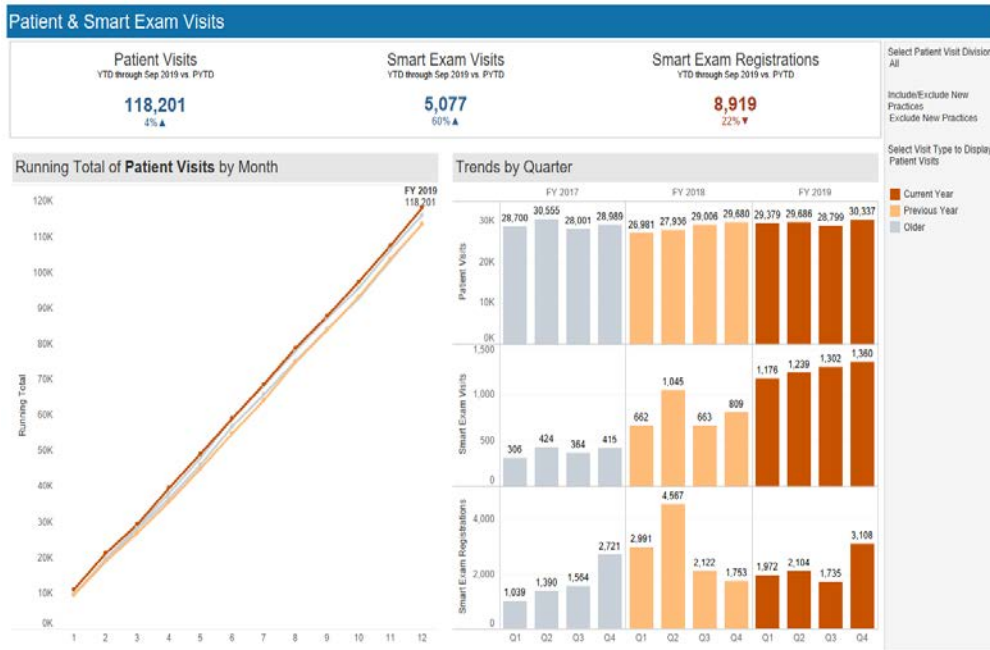 Patient & Smart Exam Visits
Patient Visits
YTD through Sep 2019 vs. PYTD
118,201
4%▲
Smart Exam Visits
YTD through Sep 2019 vs. PYTD
5,077
60%▲
Smart Exam Registrations
YTD through Sep 2019 vs. PYTD
8,919
22%▼
Select Patient Visit Division
All
Include/Exclude New
Practices
Exclude New Practices
Select Visit Type to Display
Patient Visits
Current Year
Previous Year
Older
Running Total of Patient Visits by Month
FY 2019
118,201
Running Total
120K
110K
100K
90K
80K
70K
60K
50K
40K
30K
20K
10K
0K
1 2 3 4 5 6 7 8 9 10 11 12
Trends by Quarter
FY 2017 FY 2018 FY 2019
Patient Visits
30K
20K
10K
0K
28,700 30,555 28,001 28,989 26,981 27,936 29,006 29,680 29,379 29,686 28,799 30,337
Smart Exam Visits
1,500
1,000
500
0
306 424 364 415 662 1,045 663 809 1,176 1,239 1,302 1,360
Smart Exam Registrations
4,000
2,000
0
1,039 1,390 1,564 2,721 2,991 4,567 2,122 1,753 1,972 2,104 1,735 3,108
Q1 Q2 Q3 Q4 Q1 Q2 Q3 Q4 Q1 Q2 Q3 Q4